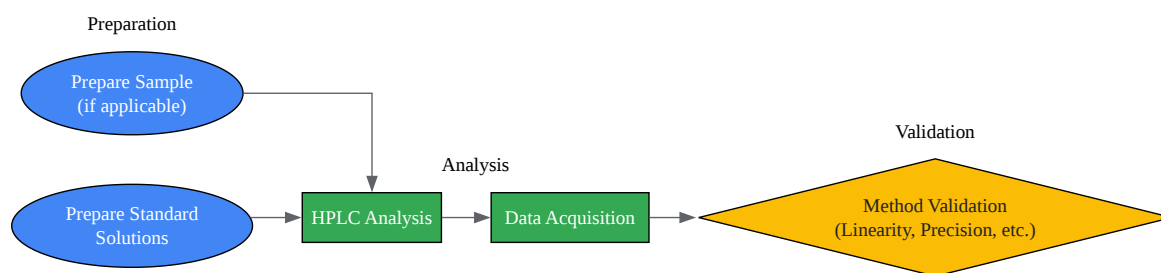 Preparation
Prepare Sample
(if applicable)
Prepare Standard
Solutions
Analysis
HPLC Analysis
Data Acquisition
Validation
Method Validation
(Linearity, Precision, etc.)